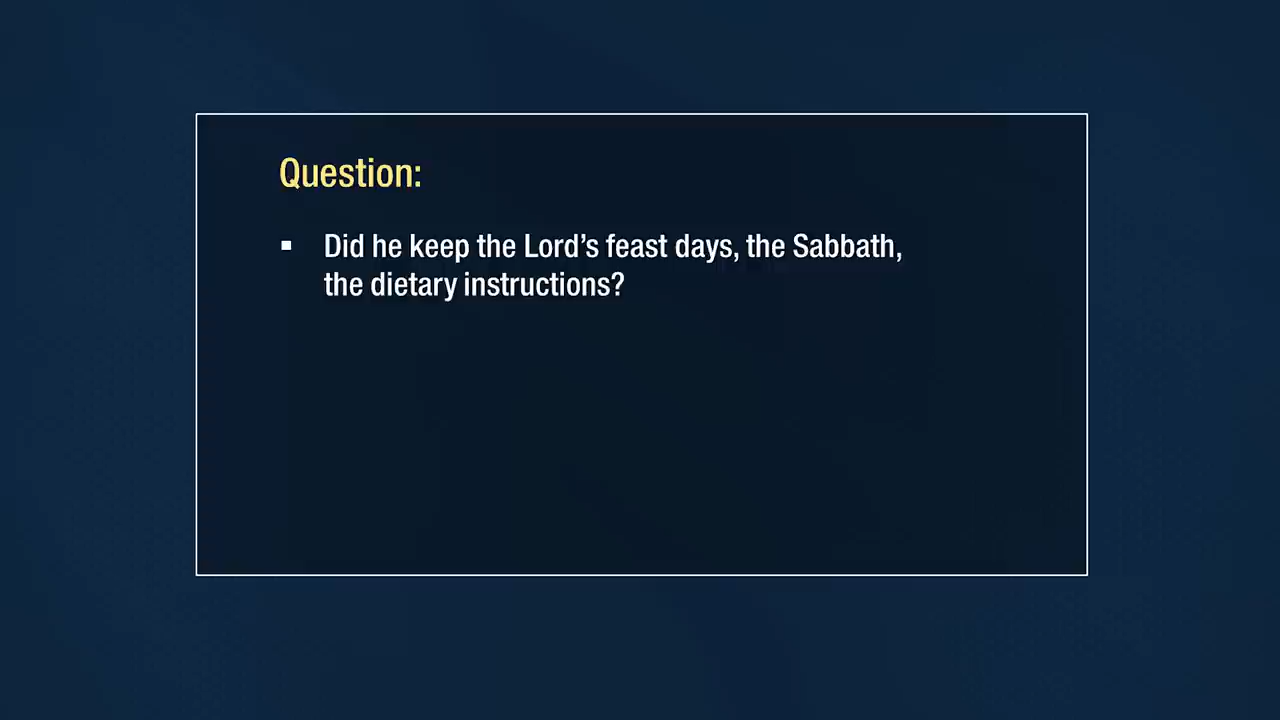 Question:
▪ Did he keep the Lord’s feast days, the Sabbath,
the dietary instructions?